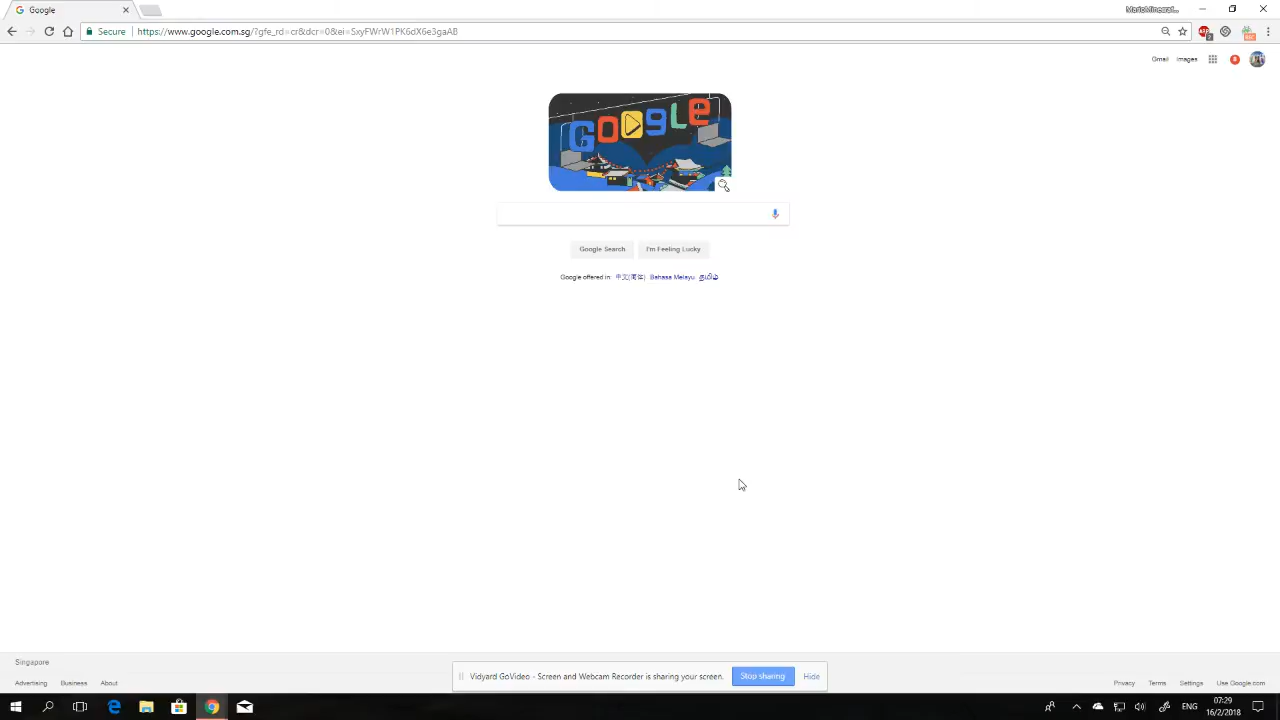 Google
MarioMinecraf...
Secure
https://www.google.com.sg/?gfe_rd=cr&dcr=0&ei=SxyFWrW1PK6dX6e3gaAB
Gmail Images
Google
Google Search I'm Feeling Lucky
Google offered in: 中文(简体) Bahasa Melayu தமிழ்
Singapore
Advertising Business About
Vidyard GoVideo - Screen and Webcam Recorder is sharing your screen. Stop sharing Hide
Privacy Terms Settings Use Google.com
ENG
07:29
16/2/2018